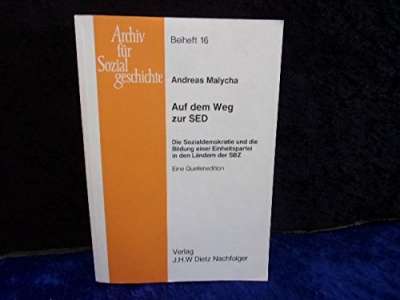 Archiv
für
Sozial
geschichte
Beiheft 16
Andreas Malycha
Auf dem Weg
zur SED
Die Sozialdemokratie und die
Bildung einer Einheitspartei
in den Ländern der SBZ
Eine Quellenedition
Verlag
J.H.W Dietz Nachfolger